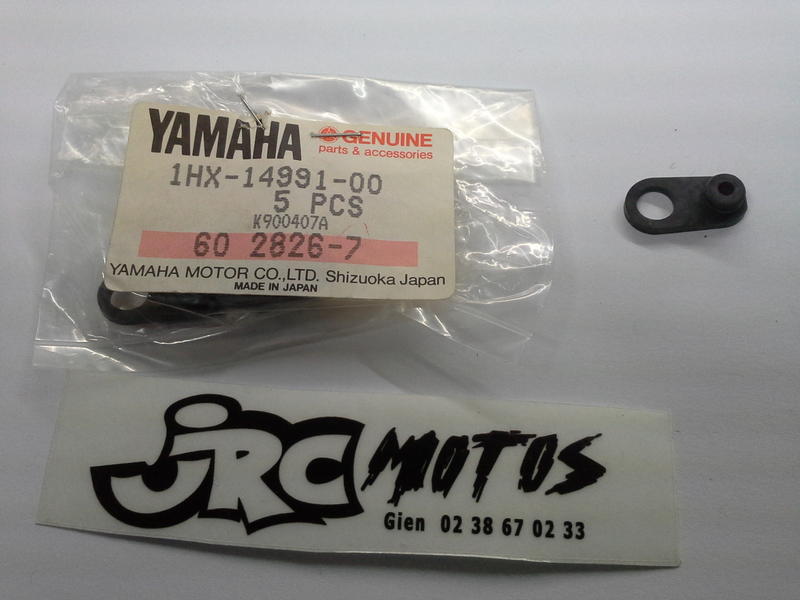 YAMAHA GENUINE
parts & accessories
1HX-14991-00
5 PCS
K900407A
60 2826-7
YAMAHA MOTOR CO.,LTD. Shizuoka Japan
MADE IN JAPAN
JRC MOTOS
Gien 02 38 67 02 33